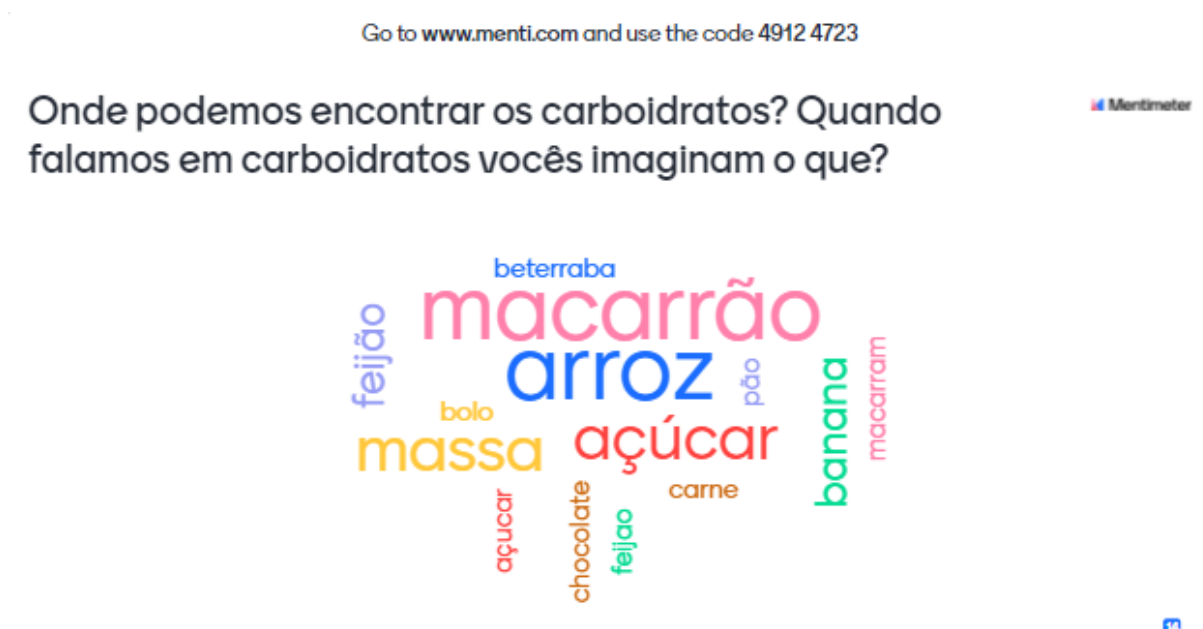 Go to www.menti.com and use the code 4912 4723
Onde podemos encontrar os carboidratos? Quando
falamos em carboidratos vocês imaginam o que?
Mentimeter
beterraba
macarrão
feijão
arroz
pão
banana
macarram
bolo
massa
açúcar
carne
açucar
chocolate
feijao